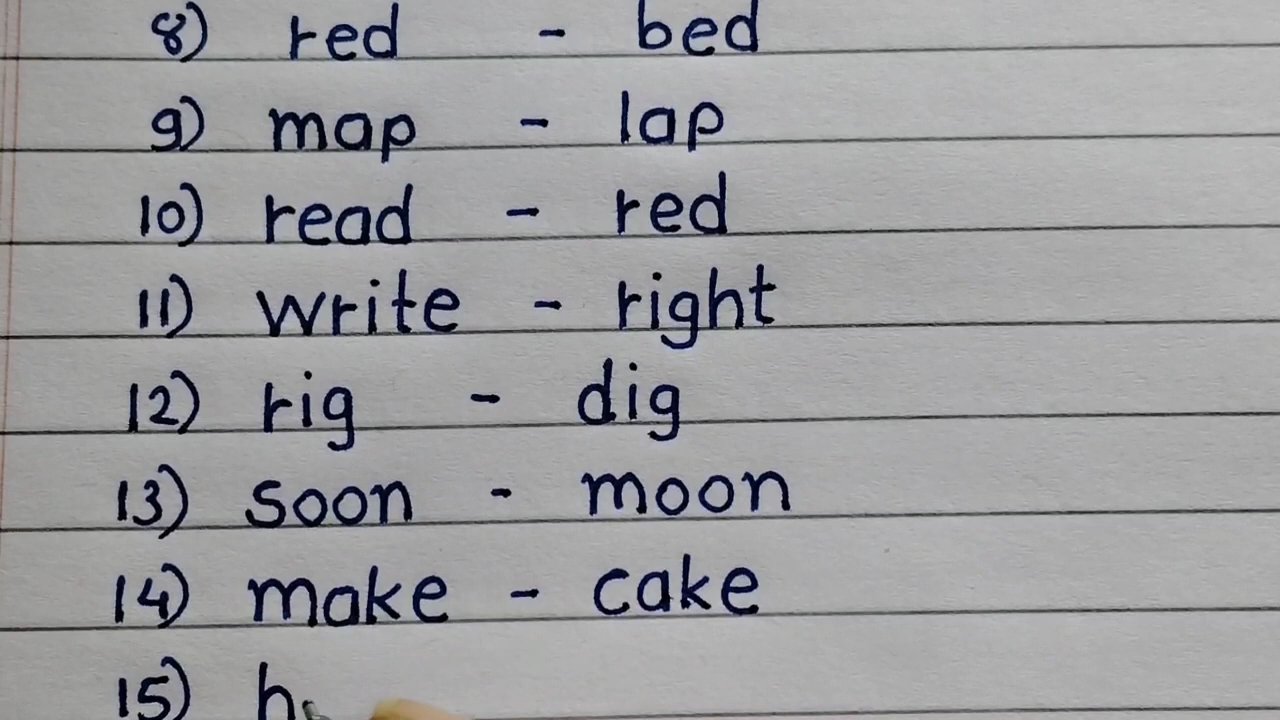 8) red - bed
9) map - lap
10) read - red
11) write - right
12) rig - dig
13) soon - moon
14) make - cake
15) h